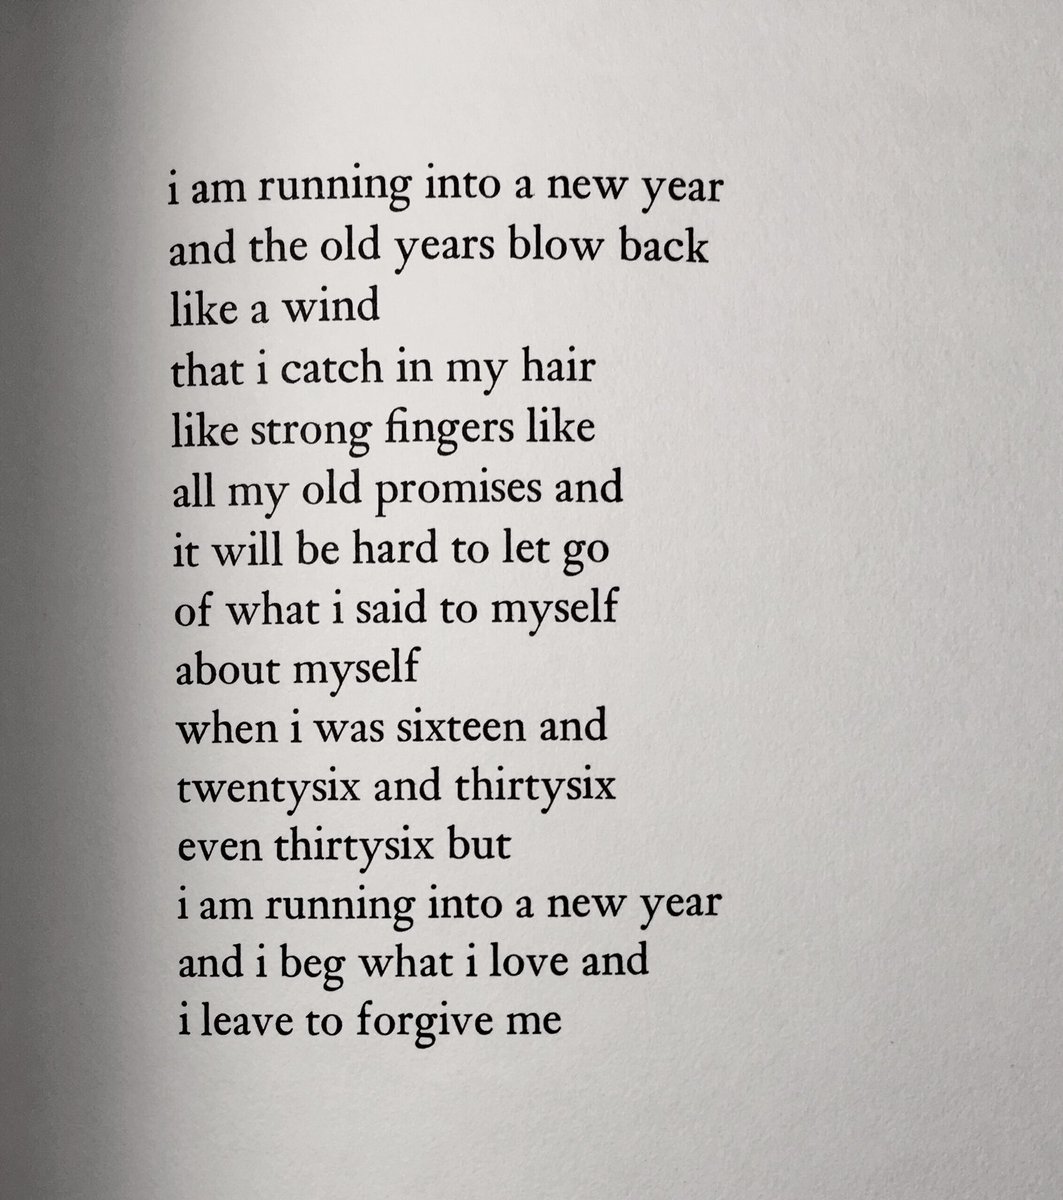 i am running into a new year
and the old years blow back
like a wind
that i catch in my hair
like strong fingers like
all my old promises and
it will be hard to let go
of what i said to myself
about myself
when i was sixteen and
twentysix and thirtysix
even thirtysix but
i am running into a new year
and i beg what i love and
i leave to forgive me